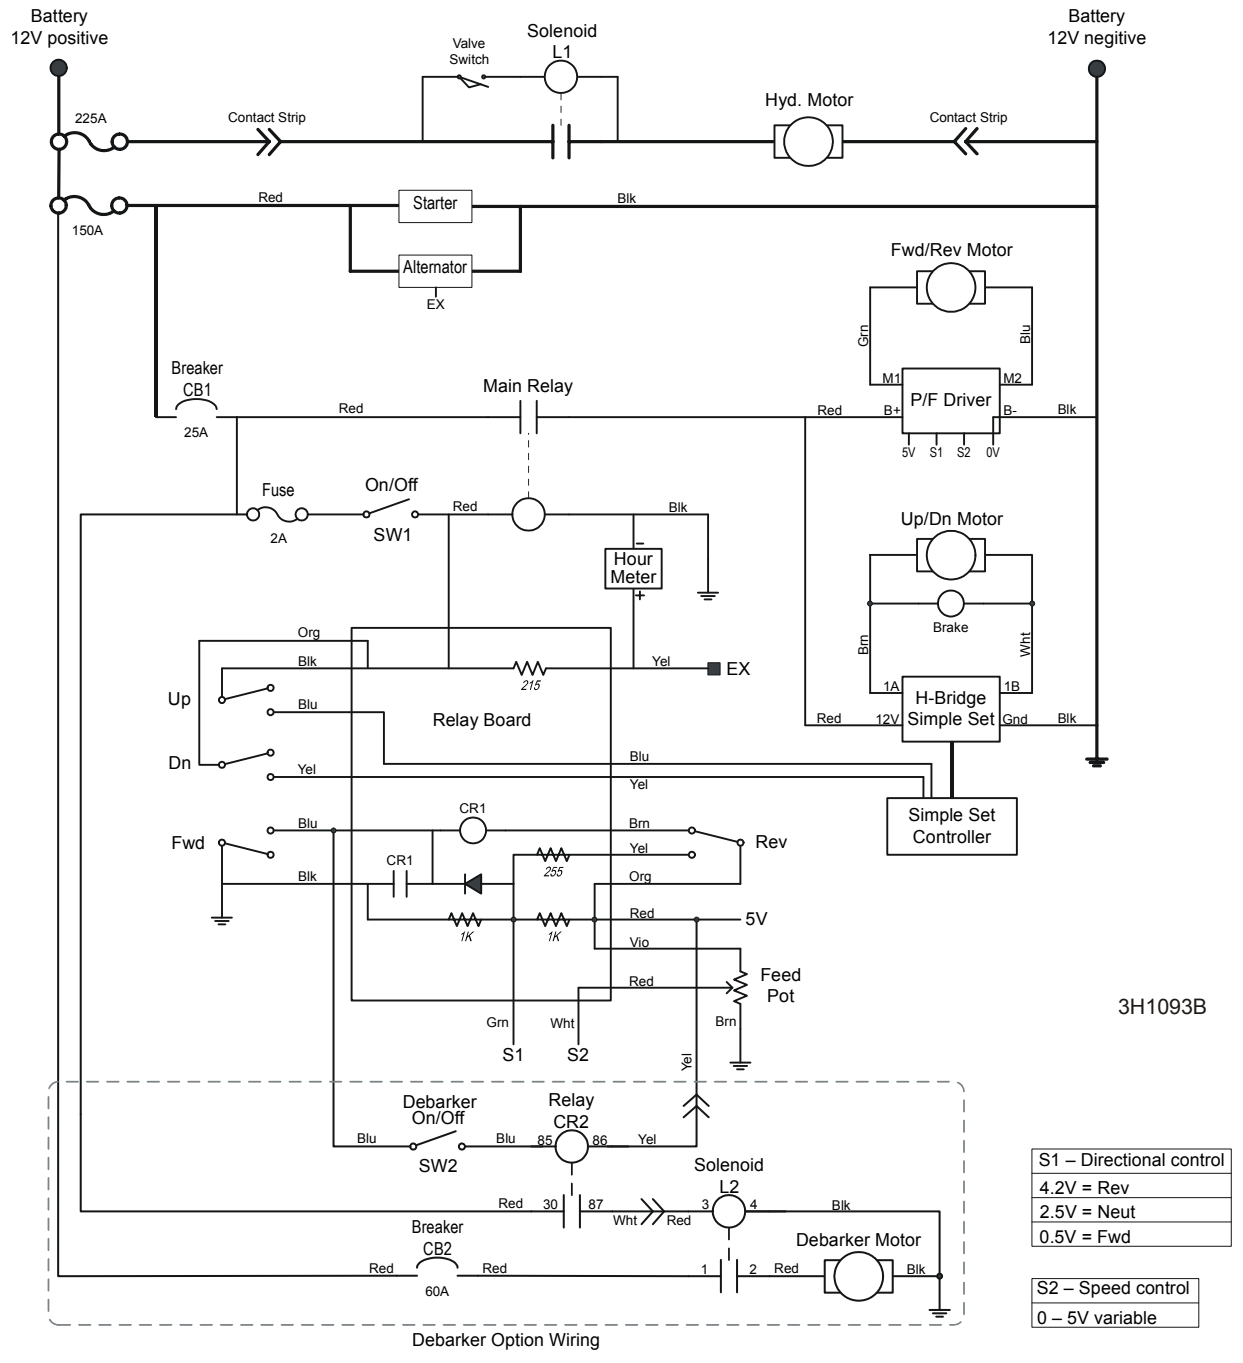 Battery
12V positive
Battery
12V negitive
Solenoid
L1
Valve
Switch
225A
Contact Strip
Hyd. Motor
Contact Strip
150A
Red
Starter
Blk
Alternator
EX
Fwd/Rev Motor
Grn
Blu
M1
M2
P/F Driver
Red
B+
B-
Blk
5V
S1
S2
0V
Breaker
CB1
25A
Red
Main Relay
Fuse
2A
On/Off
SW1
Red
Blk
–
Hour
Meter
+
Up/Dn Motor
Brake
Brn
Wht
1A
1B
H-Bridge
Simple Set
Red
12V
Gnd
Blk
Org
Blk
215
Yel
EX
Up
Blu
Relay Board
Dn
Yel
Blu
Yel
Simple Set
Controller
Fwd
Blu
CR1
Brn
Rev
CR1
255
Yel
Blk
Org
1K
1K
Red
5V
Vio
Red
Feed
Pot
Brn
Grn
Wht
S1
S2
Yel
3H1093B
Debarker
On/Off
Relay
CR2
Blu
Blu
85
86
Yel
SW2
Solenoid
L2
Red
30
87
Wht
Red
3
4
Blk
Breaker
CB2
Debarker Motor
Red
Red
1
2
Red
Blk
60A
Debarker Option Wiring
S1 – Directional control
4.2V = Rev
2.5V = Neut
0.5V = Fwd
S2 – Speed control
0 – 5V variable